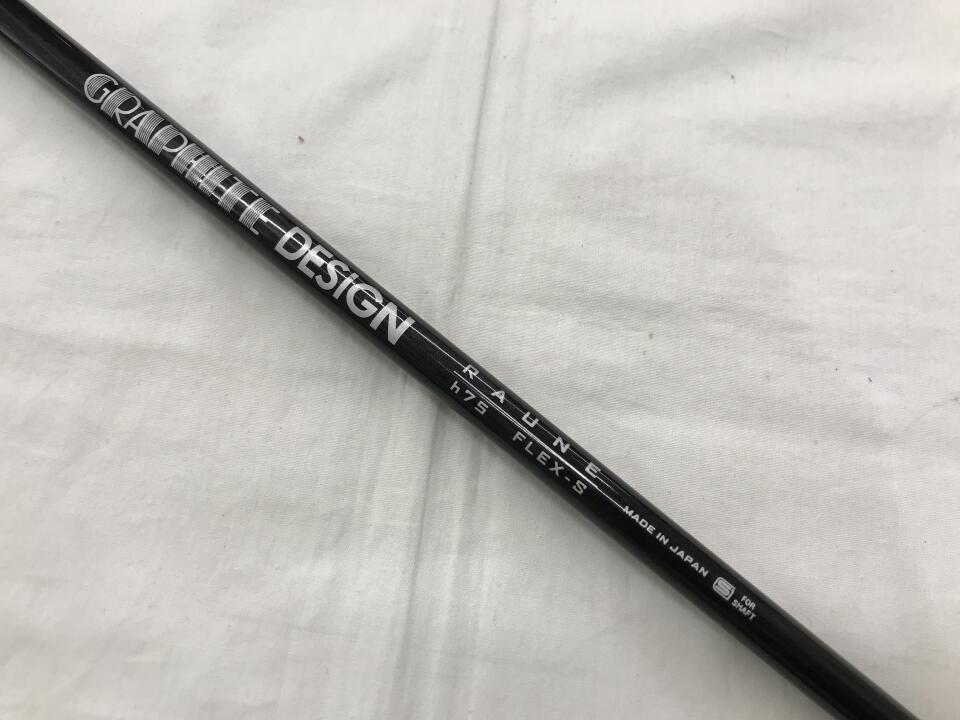 GRAPHITE DESiGN
RAUNE
h75 FLEX-S
MADE IN JAPAN
S FOR
SHAFT